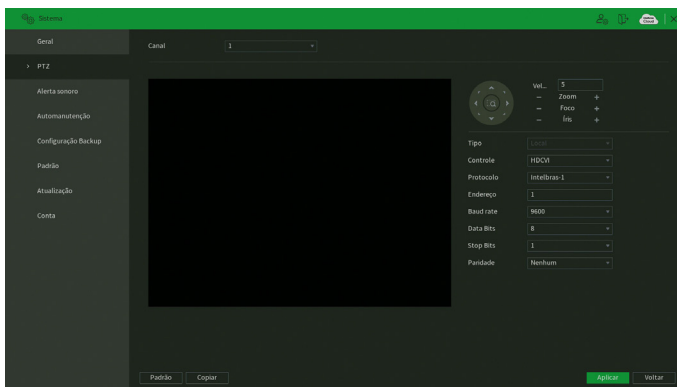 Sistema
Geral
PTZ
Alerta sonoro
Automanutenção
Configuração Backup
Padrão
Atualização
Conta
Canal 1
Vel... 5
Zoom
Foco
Íris
Tipo Local
Controle HDCVI
Protocolo Intelbras-1
Endereço 1
Baud rate 9600
Data Bits 8
Stop Bits 1
Paridade Nenhum
Padrão Copiar Aplicar Voltar